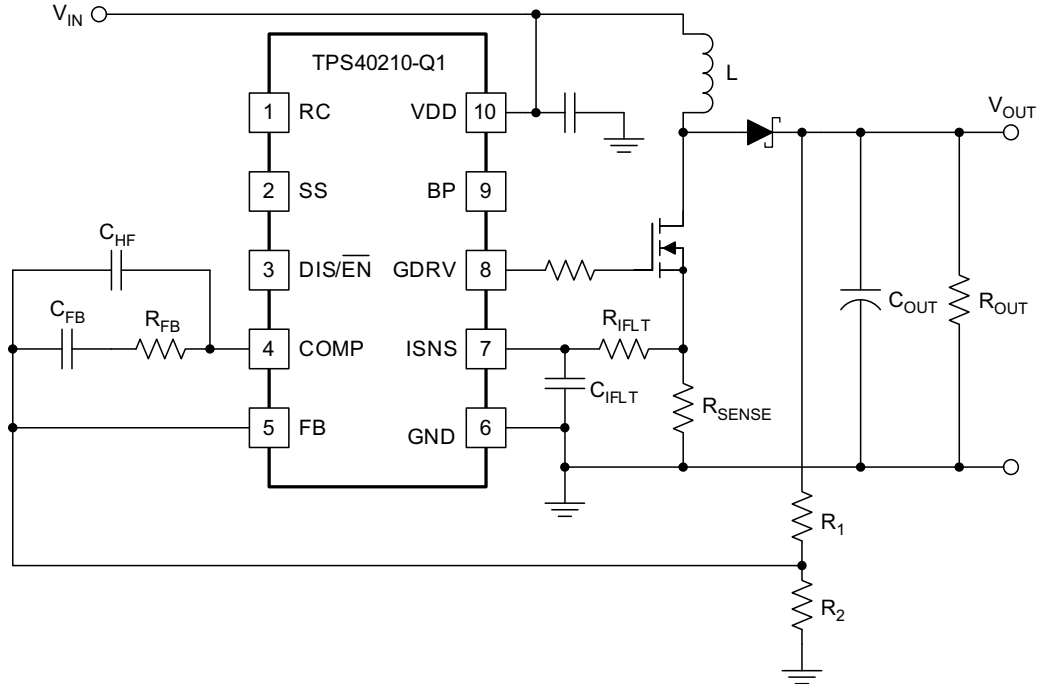 V_IN
TPS40210-Q1
L
1 RC VDD 10
V_OUT
2 SS BP 9
C_HF
3 DIS/E̅N̅ GDRV 8
C_FB R_FB
R_IFLT
C_OUT R_OUT
4 COMP ISNS 7
C_IFLT
R_SENSE
5 FB GND 6
R_1
R_2